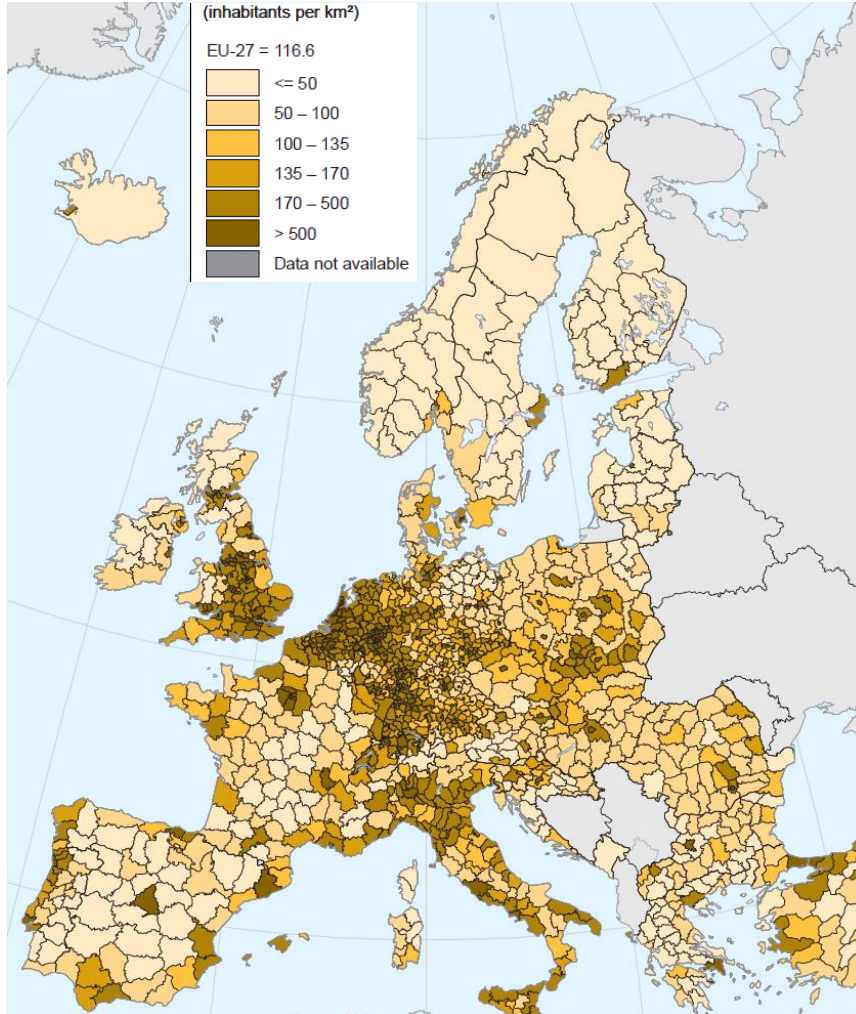 (inhabitants per km²)
EU-27 = 116.6
<= 50
50 – 100
100 – 135
135 – 170
170 – 500
> 500
Data not available